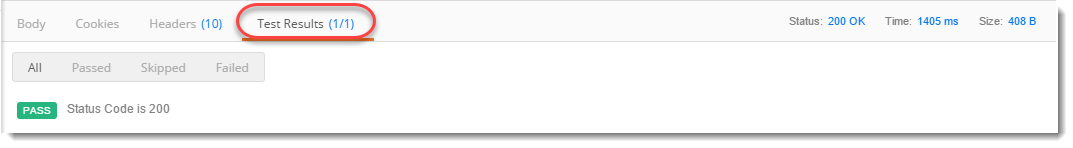 Body Cookies Headers (10) Test Results (1/1) Status: 200 OK Time: 1405 ms Size: 408 B
All Passed Skipped Failed
PASS Status Code is 200